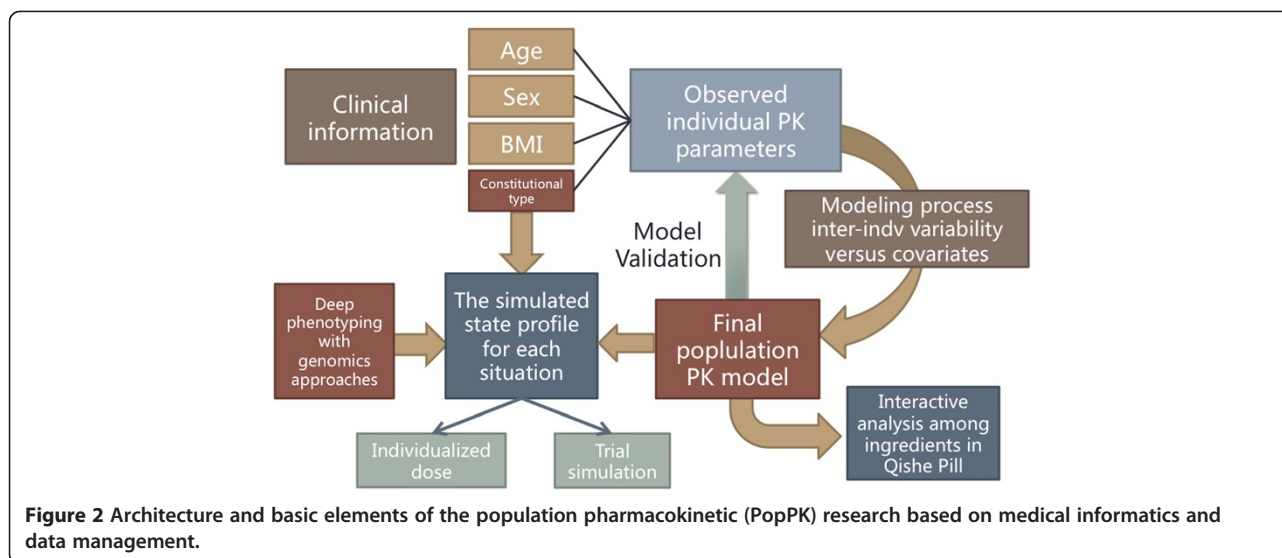 Clinical
information
Age
Sex
BMI
Constitutional
type
Observed
individual PK
parameters
Modeling process
inter-indv variability
versus covariates
Model
Validation
Deep
phenotyping
with
genomics
approaches
The simulated
state profile
for each
situation
Final
poplulation
PK model
Individualized
dose
Trial
simulation
Interactive
analysis among
ingredients in
Qishe Pill
Figure 2 Architecture and basic elements of the population pharmacokinetic (PopPK) research based on medical informatics and
data management.